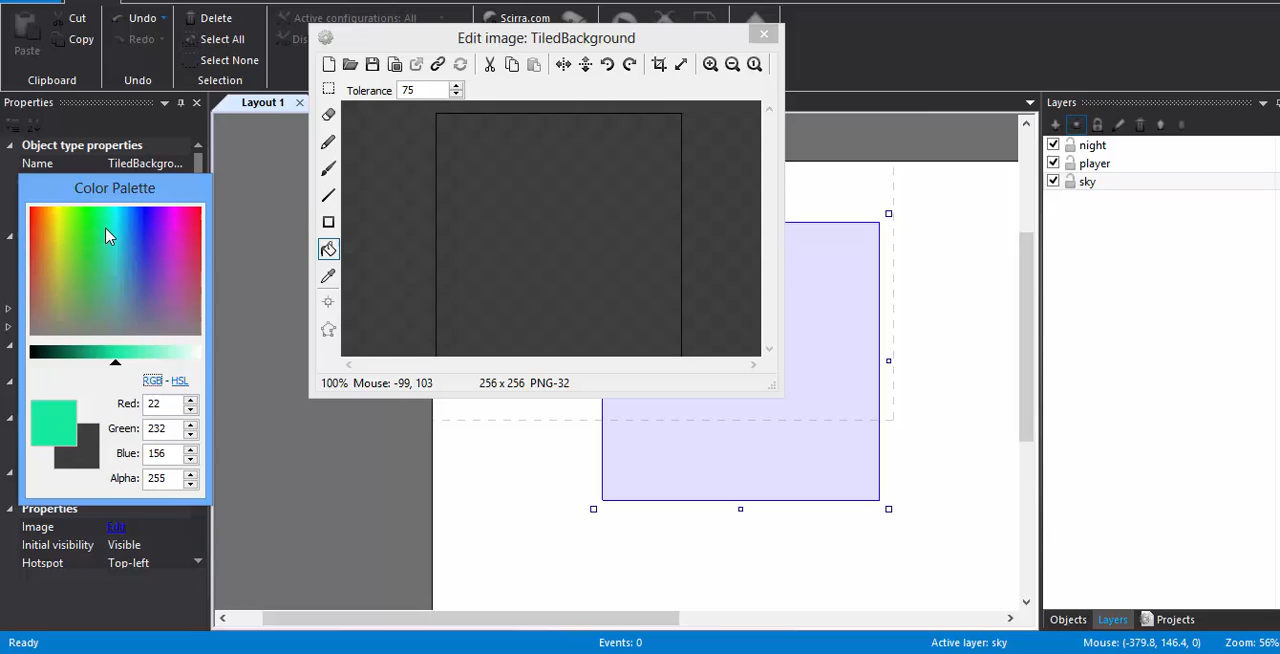 Cut
Copy
Paste
Clipboard
Undo
Redo
Undo
Delete
Select All
Select None
Selection
Active configurations: All
Scirra.com
Properties
Layout 1
Layers
Object type properties
Name TiledBackgro...
Color Palette
RGB - HSL
Red: 22
Green: 232
Blue: 156
Alpha: 255
Properties
Image Edit
Initial visibility Visible
Hotspot Top-left
Edit image: TiledBackground
Tolerance 75
100% Mouse: -99, 103 256 x 256 PNG-32
night
player
sky
Objects Layers Projects
Ready Events: 0 Active layer: sky Mouse: (-379.8, 146.4, 0) Zoom: 56%